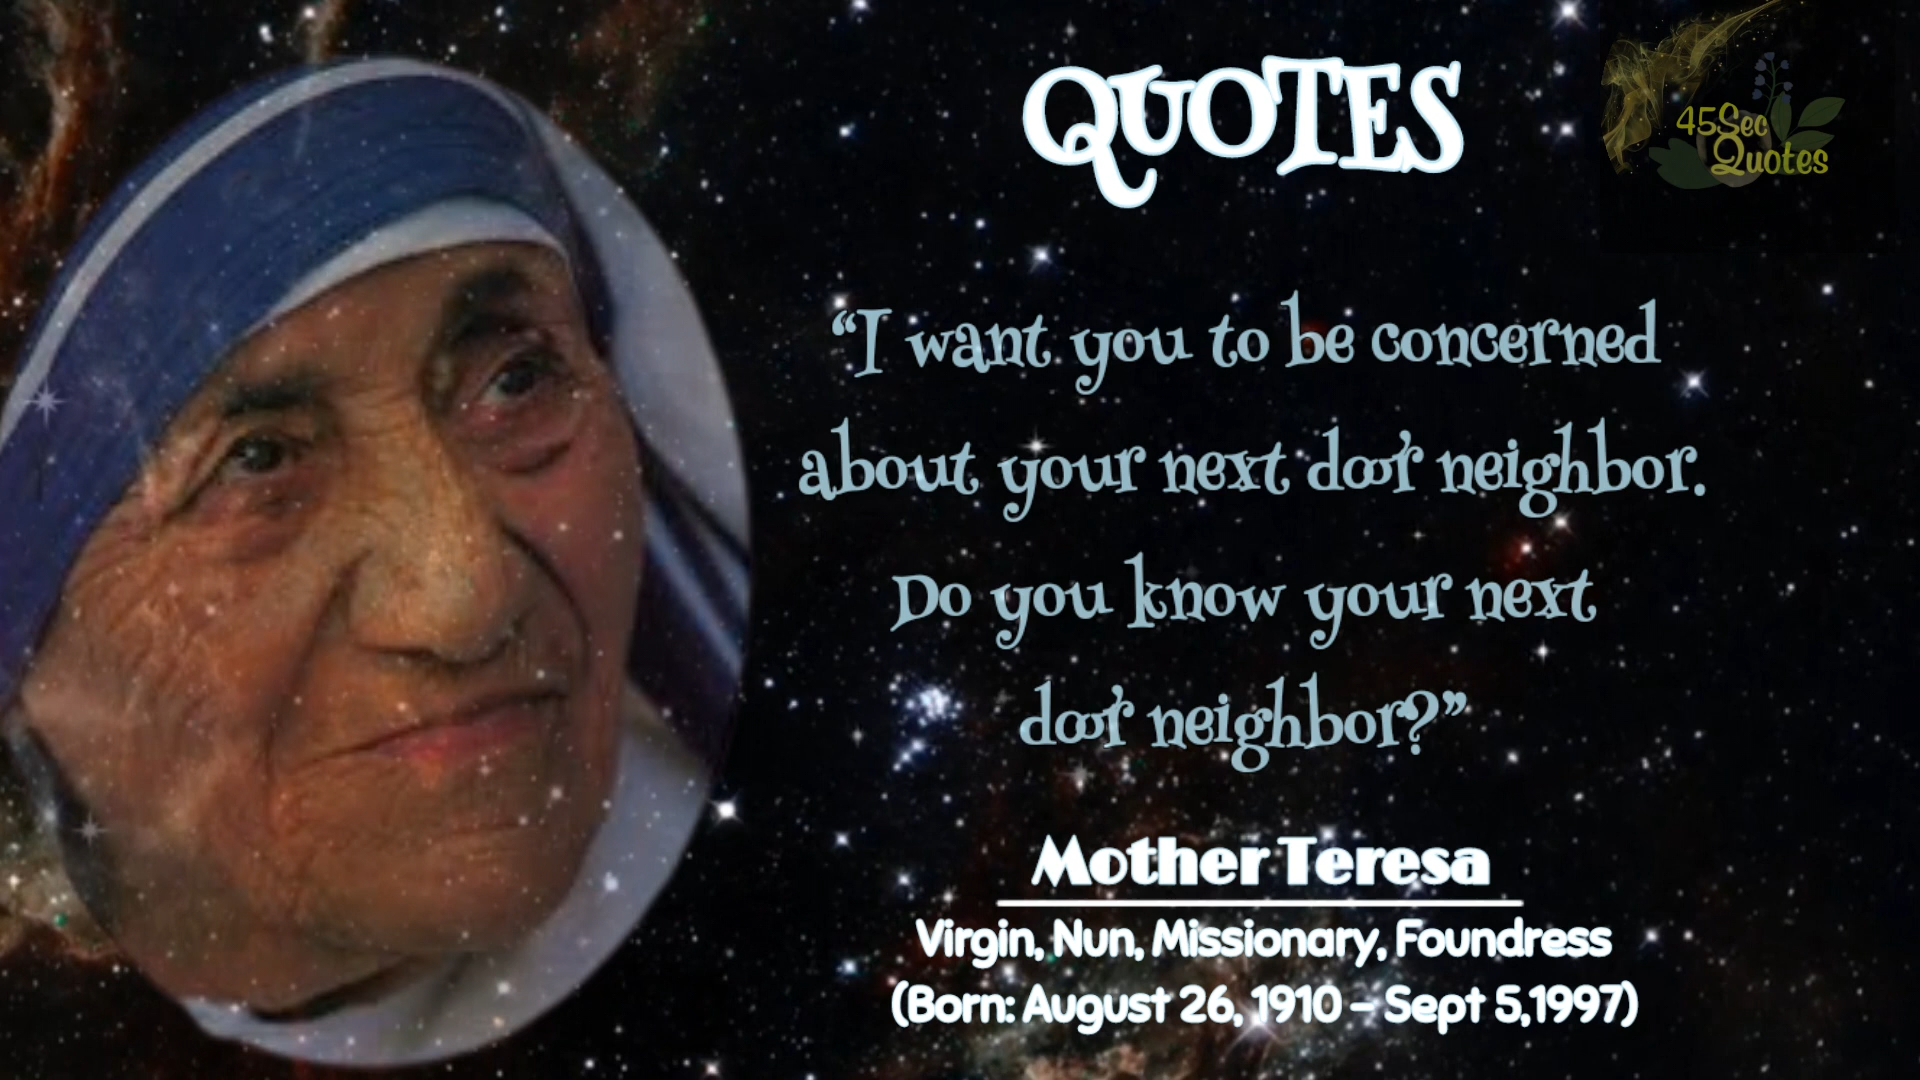 QUOTES
45Sec
Quotes
“I want you to be concerned
about your next door neighbor.
Do you know your next
door neighbor?”
Mother Teresa
Virgin, Nun, Missionary, Foundress
(Born: August 26, 1910 – Sept 5,1997)